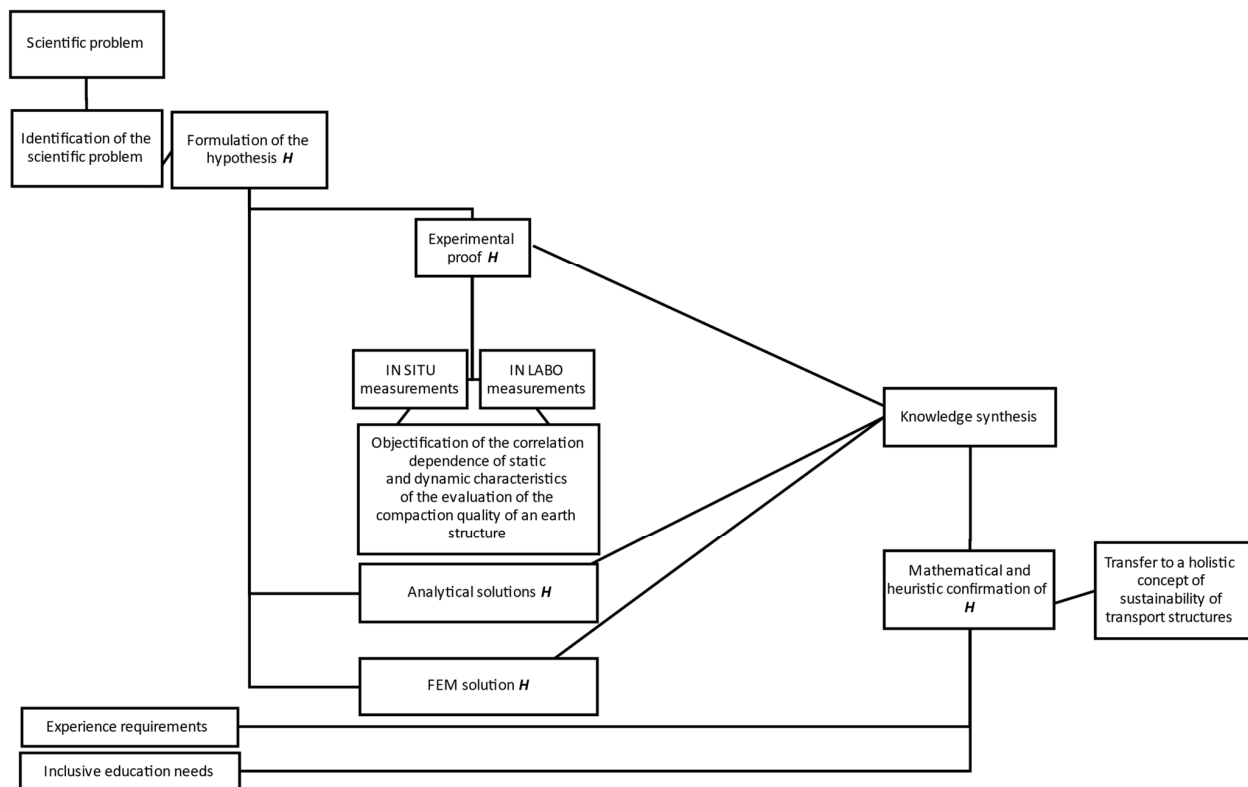 Scientific problem
Identification of the
scientific problem
Formulation of the
hypothesis H
Experimental
proof H
IN SITU
measurements
IN LABO
measurements
Objectification of the correlation
dependence of static
and dynamic characteristics
of the evaluation of the
compaction quality of an earth
structure
Analytical solutions H
FEM solution H
Knowledge synthesis
Mathematical and
heuristic confirmation of
H
Transfer to a holistic
concept of
sustainability of
transport structures
Experience requirements
Inclusive education needs